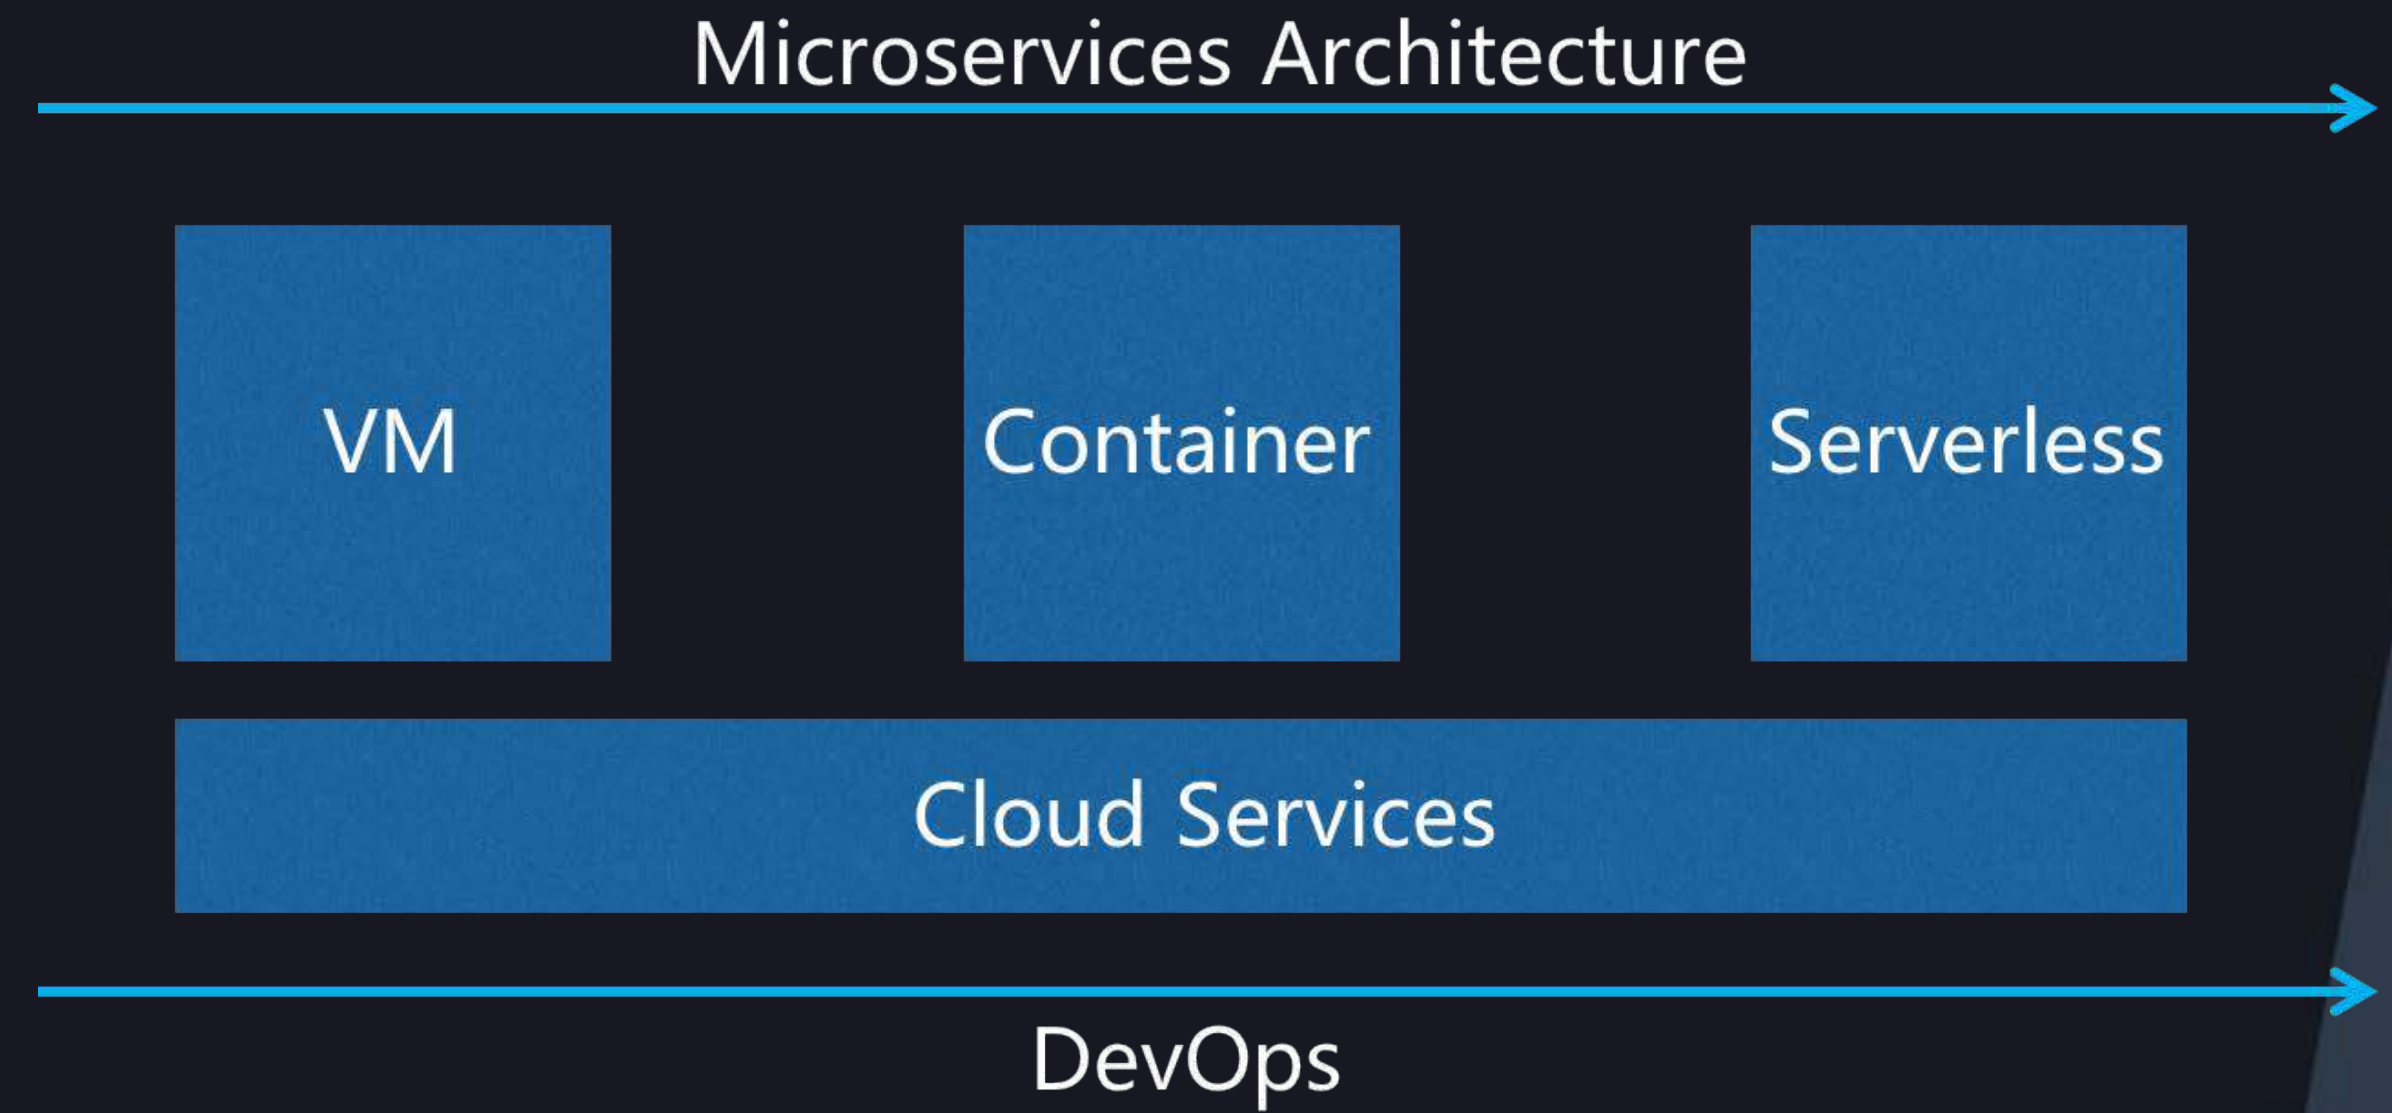 Microservices Architecture
VM
Container
Serverless
Cloud Services
DevOps